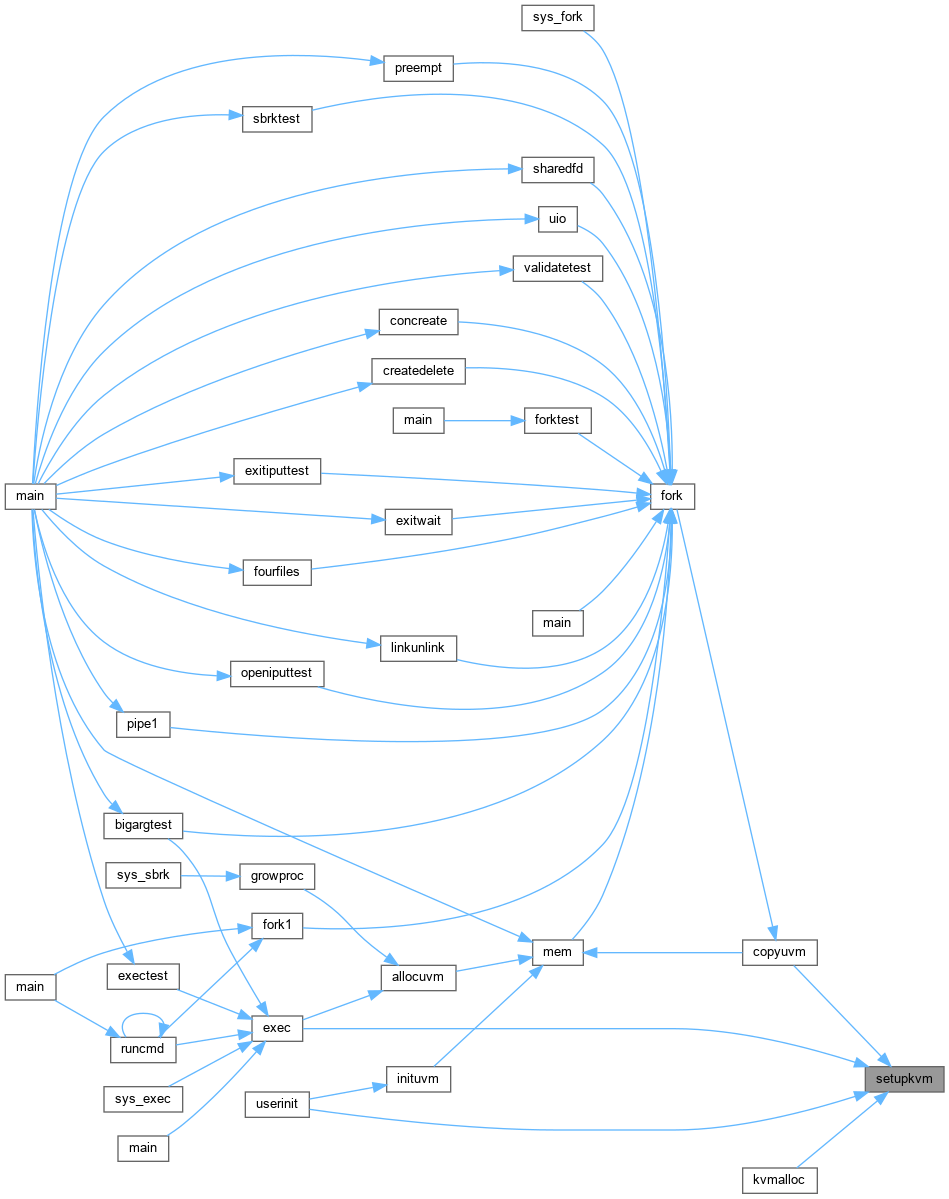 sys_fork
preempt
sbrktest
sharedfd
uio
validatetest
concreate
createdelete
main
forktest
exitiputtest
main
fork
exitwait
fourfiles
main
linkunlink
openiputtest
pipe1
bigargtest
sys_sbrk
growproc
fork1
mem
copyuvm
exectest
allocuvm
main
exec
runcmd
inituvm
setupkvm
sys_exec
userinit
main
kvmalloc